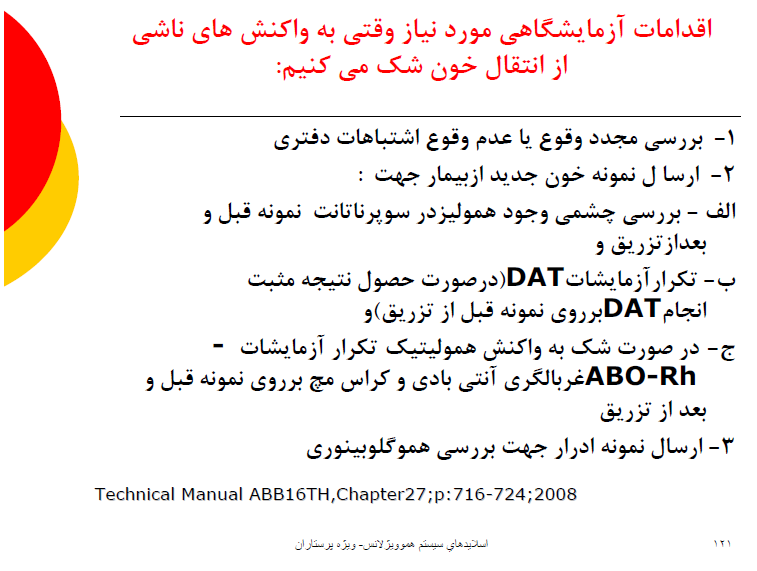 اقدامات آزمایشگاهی مورد نیاز وقتی به واکنش های ناشی
از انتقال خون شک می کنیم:
۱- بررسی مجدد وقوع یا عدم وقوع اشتباهات دفتری
۲- ارسا ل نمونه خون جدید ازبیمار جهت :
الف - بررسی چشمی وجود همولیزدر سوپرناتانت نمونه قبل و
بعدازتزریق و
ب- تکرارآزمایشاتDAT(درصورت حصول نتیجه مثبت
انجامDATبرروی نمونه قبل از تزریق)و
ج- در صورت شک به واکنش همولیتیک تکرار آزمایشات -
ABO-Rhغربالگری آنتی بادی و کراس مچ برروی نمونه قبل و
بعد از تزریق
۳- ارسال نمونه ادرار جهت بررسی هموگلوبینوری
Technical Manual ABB16TH,Chapter27;p:716-724;2008
اسلایدهاي سیستم هموویژلانس- ویژه پرستاران
۱۲۱